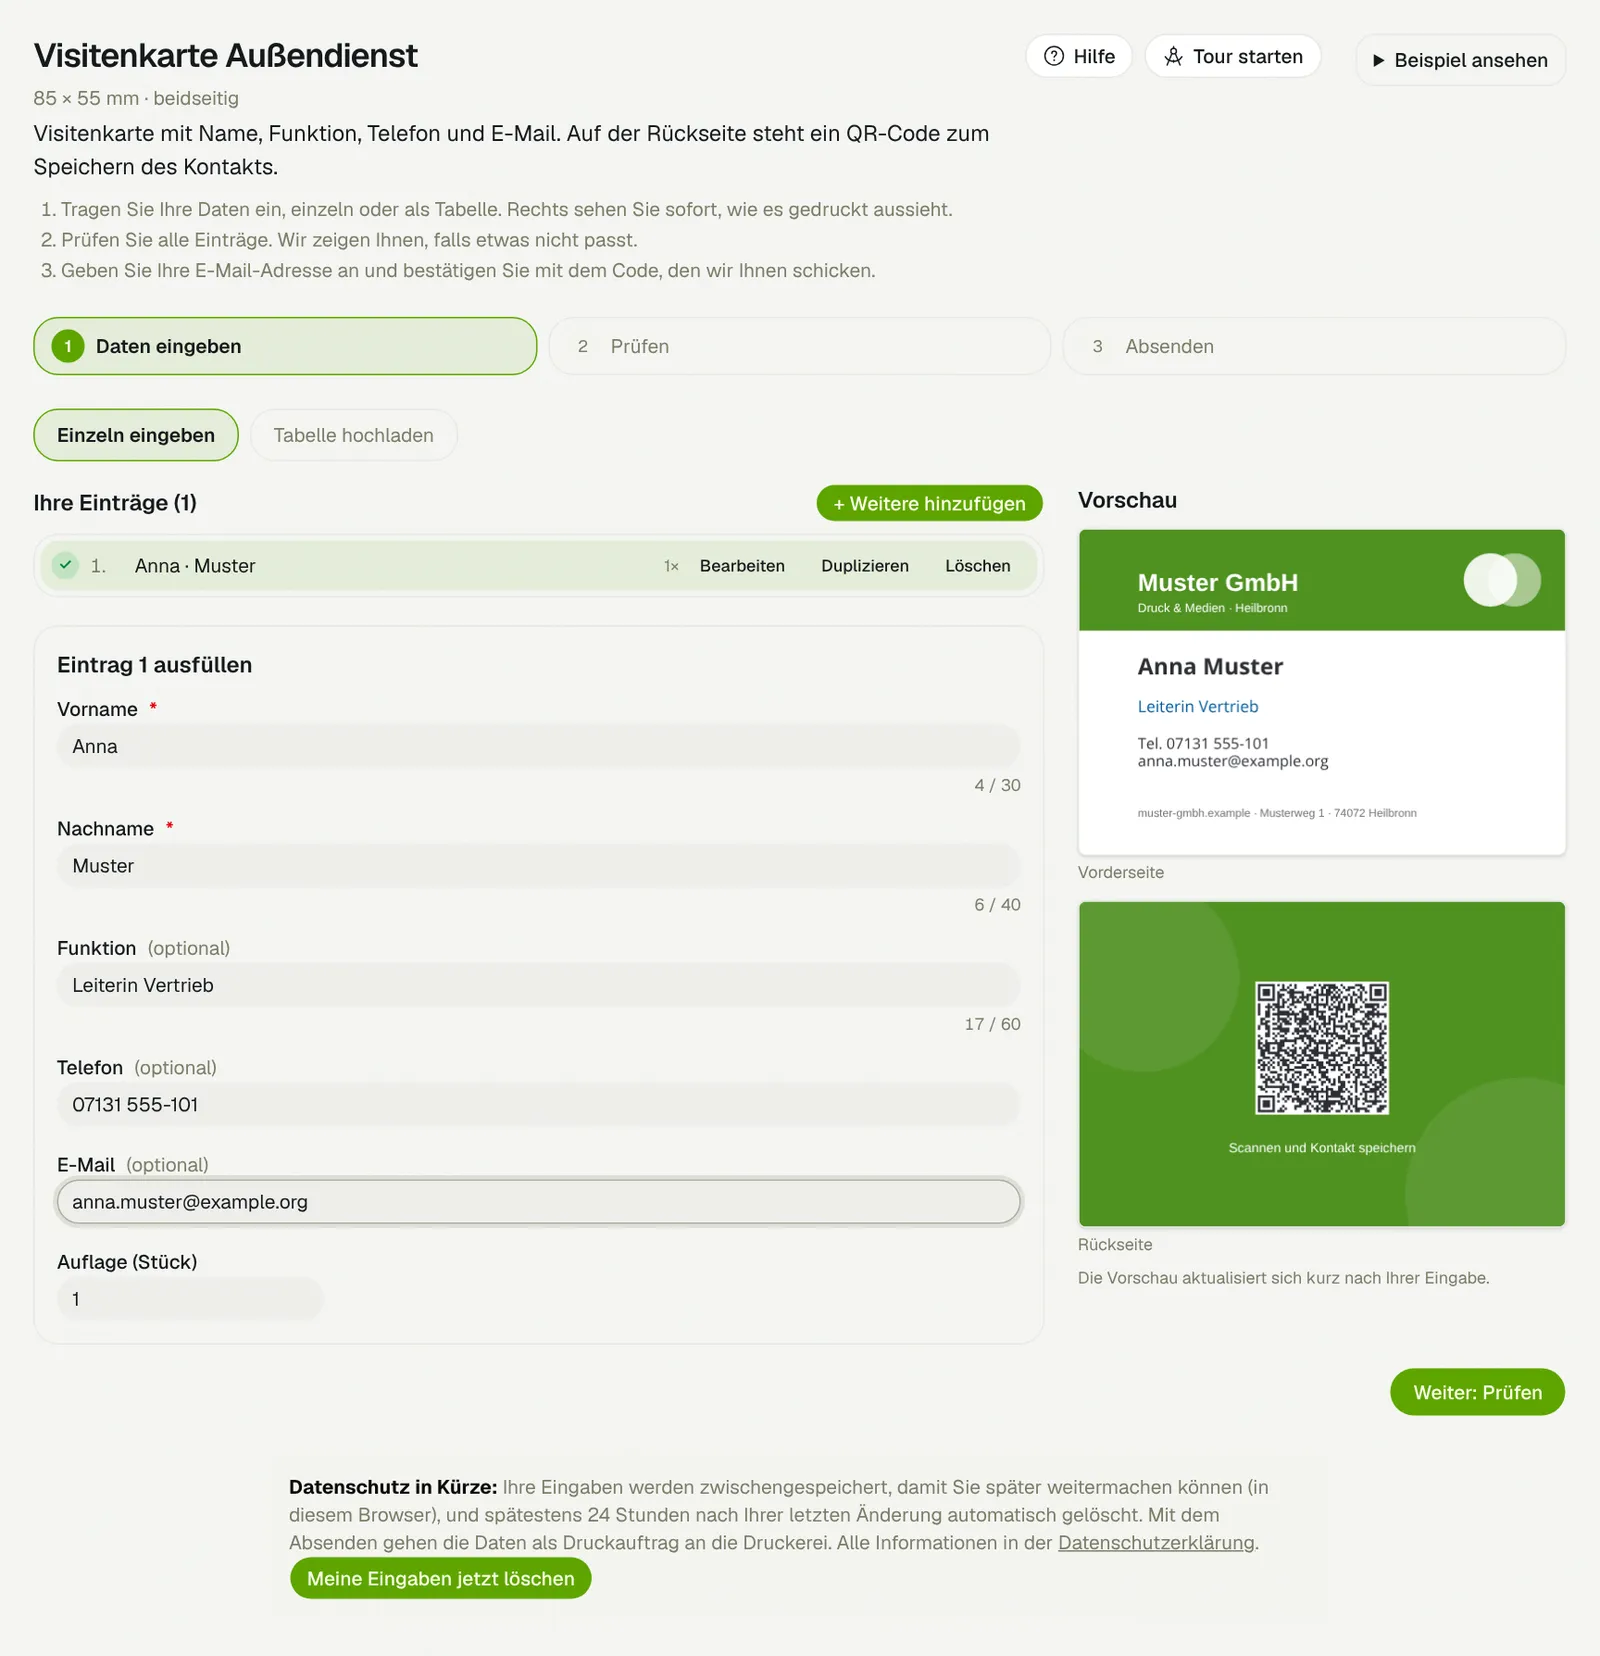 Visitenkarte Außendienst
Hilfe
Tour starten
Beispiel ansehen
85 × 55 mm · beidseitig
Visitenkarte mit Name, Funktion, Telefon und E-Mail. Auf der Rückseite steht ein QR-Code zum
Speichern des Kontakts.
1. Tragen Sie Ihre Daten ein, einzeln oder als Tabelle. Rechts sehen Sie sofort, wie es gedruckt aussieht.
2. Prüfen Sie alle Einträge. Wir zeigen Ihnen, falls etwas nicht passt.
3. Geben Sie Ihre E-Mail-Adresse an und bestätigen Sie mit dem Code, den wir Ihnen schicken.
1 Daten eingeben
2 Prüfen
3 Absenden
Einzeln eingeben
Tabelle hochladen
Ihre Einträge (1)
+ Weitere hinzufügen
1. Anna · Muster 1× Bearbeiten Duplizieren Löschen
Eintrag 1 ausfüllen
Vorname *
Anna
4 / 30
Nachname *
Muster
6 / 40
Funktion (optional)
Leiterin Vertrieb
17 / 60
Telefon (optional)
07131 555-101
E-Mail (optional)
anna.muster@example.org
Auflage (Stück)
1
Vorschau
Muster GmbH
Druck & Medien · Heilbronn
Anna Muster
Leiterin Vertrieb
Tel. 07131 555-101
anna.muster@example.org
muster-gmbh.example · Musterweg 1 · 74072 Heilbronn
Vorderseite
Scannen und Kontakt speichern
Rückseite
Die Vorschau aktualisiert sich kurz nach Ihrer Eingabe.
Weiter: Prüfen
Datenschutz in Kürze: Ihre Eingaben werden zwischengespeichert, damit Sie später weitermachen können (in
diesem Browser), und spätestens 24 Stunden nach Ihrer letzten Änderung automatisch gelöscht. Mit dem
Absenden gehen die Daten als Druckauftrag an die Druckerei. Alle Informationen in der Datenschutzerklärung.
Meine Eingaben jetzt löschen